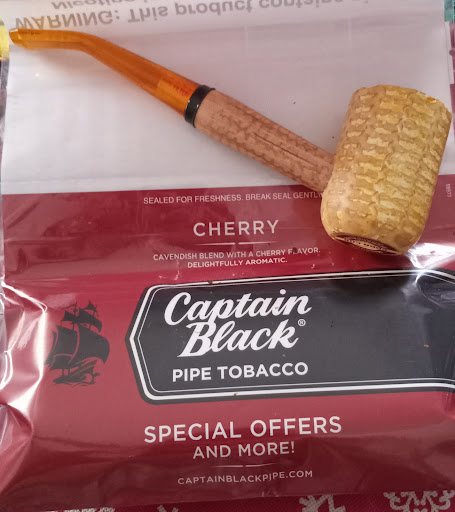 WARNING: This product contains
SEALED FOR FRESHNESS. BREAK SEAL GENTLY
CHERRY
CAVENDISH BLEND WITH A CHERRY FLAVOR.
DELIGHTFULLY AROMATIC.
Captain
Black®
PIPE TOBACCO
SPECIAL OFFERS
AND MORE!
CAPTAINBLACKPIPE.COM